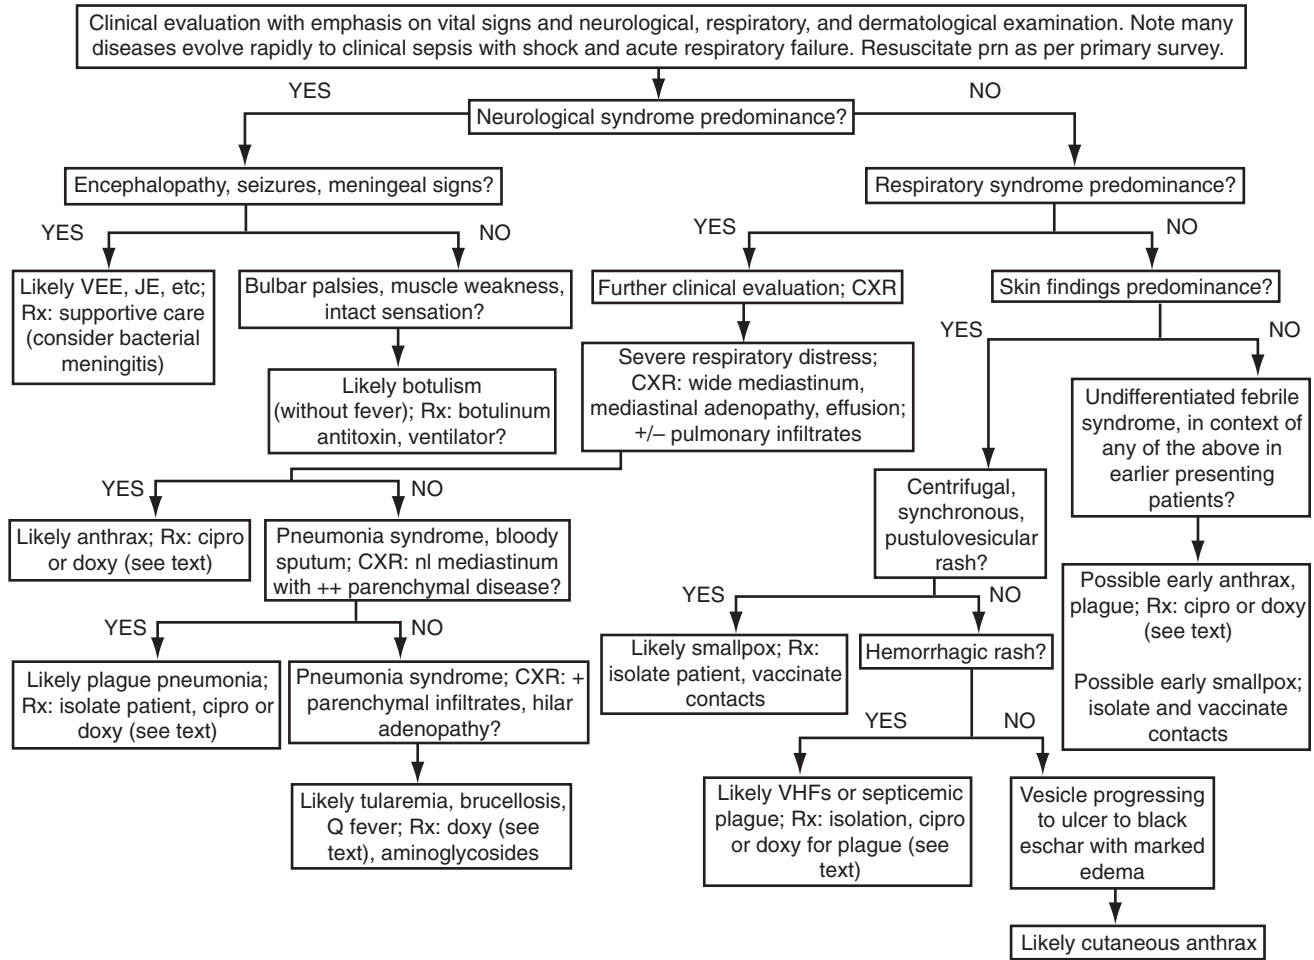 Clinical evaluation with emphasis on vital signs and neurological, respiratory, and dermatological examination. Note many
diseases evolve rapidly to clinical sepsis with shock and acute respiratory failure. Resuscitate prn as per primary survey.
YES
NO
Neurological syndrome predominance?
Encephalopathy, seizures, meningeal signs?
Respiratory syndrome predominance?
YES
NO
YES
NO
Likely VEE, JE, etc;
Rx: supportive care
(consider bacterial
meningitis)
Bulbar palsies, muscle weakness,
intact sensation?
Further clinical evaluation; CXR
Skin findings predominance?
YES
NO
Likely botulism
(without fever); Rx: botulinum
antitoxin, ventilator?
Severe respiratory distress;
CXR: wide mediastinum,
mediastinal adenopathy, effusion;
+/– pulmonary infiltrates
Undifferentiated febrile
syndrome, in context of
any of the above in
earlier presenting
patients?
YES
NO
Centrifugal,
synchronous,
pustulovesicular
rash?
Likely anthrax; Rx: cipro
or doxy (see text)
Pneumonia syndrome, bloody
sputum; CXR: nl mediastinum
with ++ parenchymal disease?
YES
NO
Possible early anthrax,
plague; Rx: cipro or doxy
(see text)
Possible early smallpox;
isolate and vaccinate
contacts
YES
NO
Likely smallpox; Rx:
isolate patient, vaccinate
contacts
Hemorrhagic rash?
Likely plague pneumonia;
Rx: isolate patient, cipro or
doxy (see text)
Pneumonia syndrome; CXR: +
parenchymal infiltrates, hilar
adenopathy?
YES
NO
Likely tularemia, brucellosis,
Q fever; Rx: doxy (see
text), aminoglycosides
Likely VHFs or septicemic
plague; Rx: isolation, cipro
or doxy for plague (see
text)
Vesicle progressing
to ulcer to black
eschar with marked
edema
Likely cutaneous anthrax